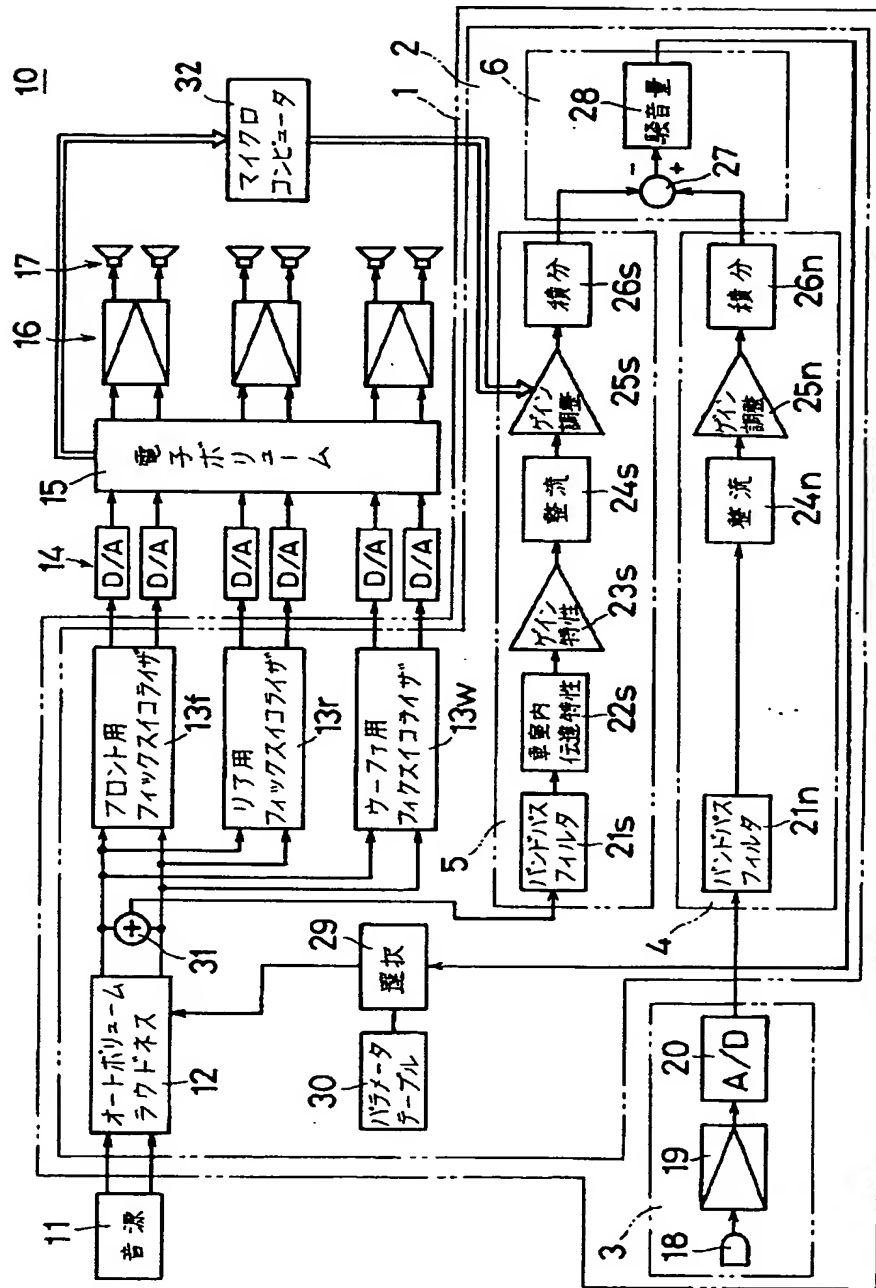 10
11
音源
12
オートボリューム
ラウドネス
31
フロント用
フィックスイコライザ
13f
リア用
フィックスイコライザ
13r
ウーファ用
フィクスイコライザ
13w
14
D/A
D/A
D/A
D/A
D/A
D/A
15
電子ボリューム
16
17
32
マイクロ
コンピュータ
1
2
29
選択
30
パラメータ
テーブル
5
バンドパス
フィルタ
21s
車室内
伝達特性
22s
ゲイン
特性
23s
整流
24s
ゲイン
調整
25s
積分
26s
6
28
騒音量
27
-
+
3
18
19
20
A/D
4
バンドパス
フィルタ
21n
整流
24n
ゲイン
調整
25n
積分
26n